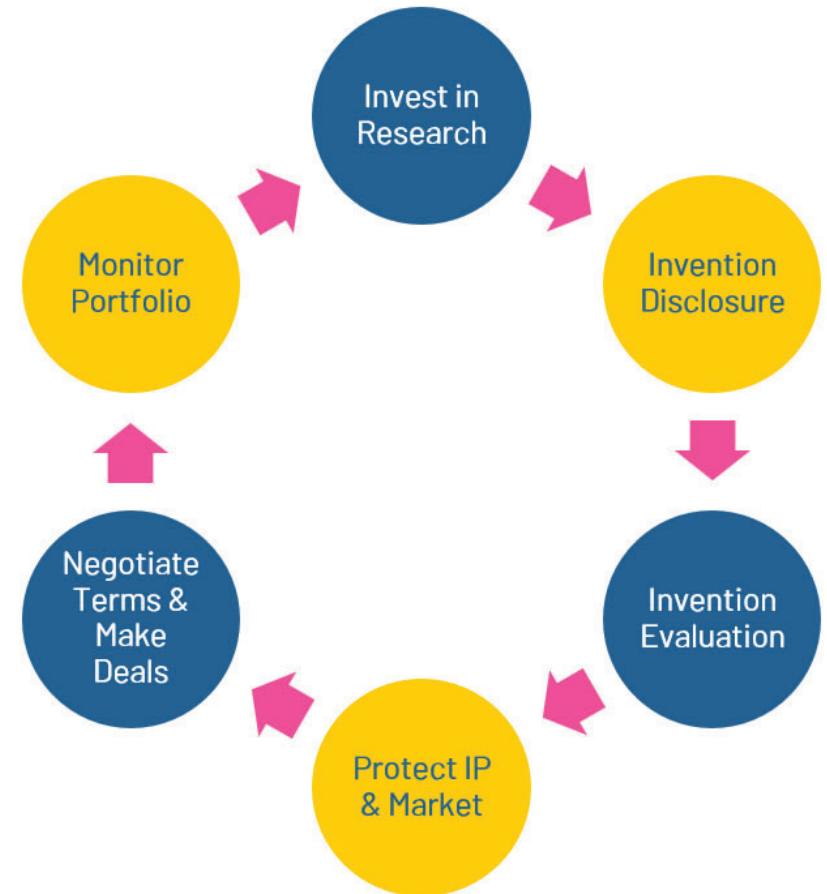 Invest in
Research
Invention
Disclosure
Invention
Evaluation
Protect IP
& Market
Negotiate
Terms &
Make
Deals
Monitor
Portfolio